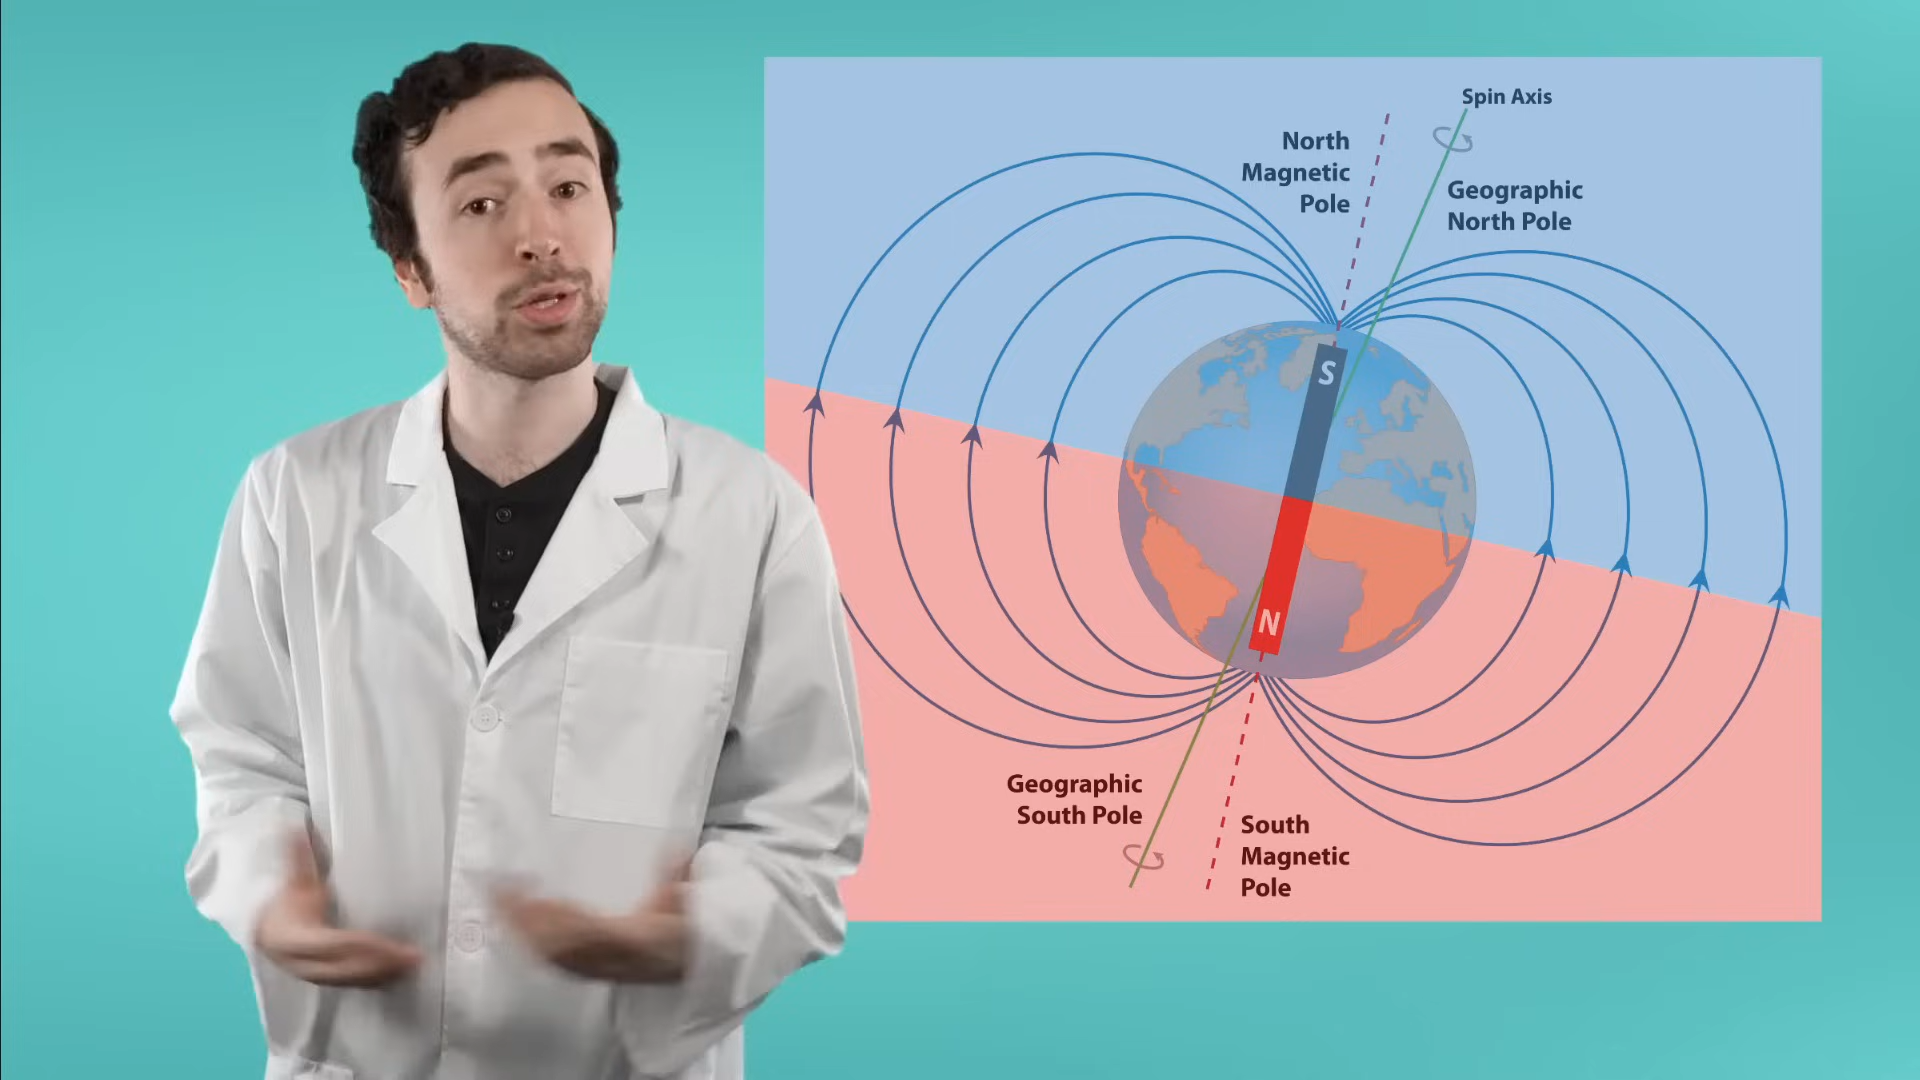 Spin Axis
North
Magnetic
Pole
Geographic
North Pole
S
N
Geographic
South Pole
South
Magnetic
Pole